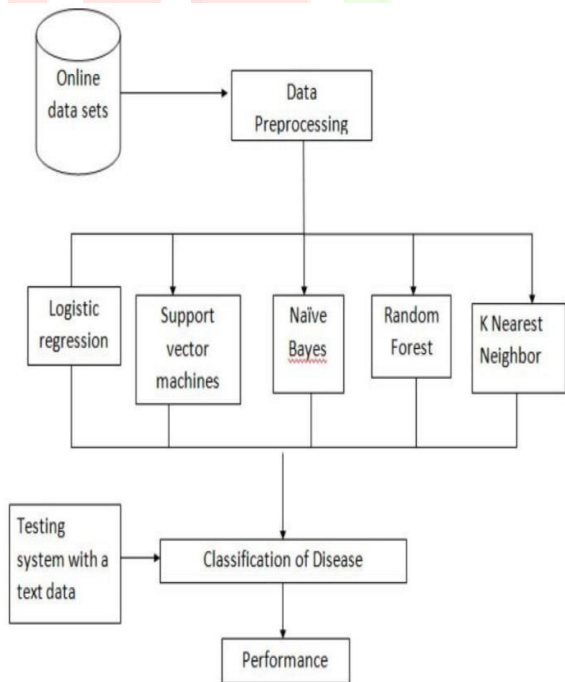 Online
data sets
Data
Preprocessing
Logistic
regression
Support
vector
machines
Naïve
Bayes
Random
Forest
K Nearest
Neighbor
Testing
system with a
text data
Classification of Disease
Performance